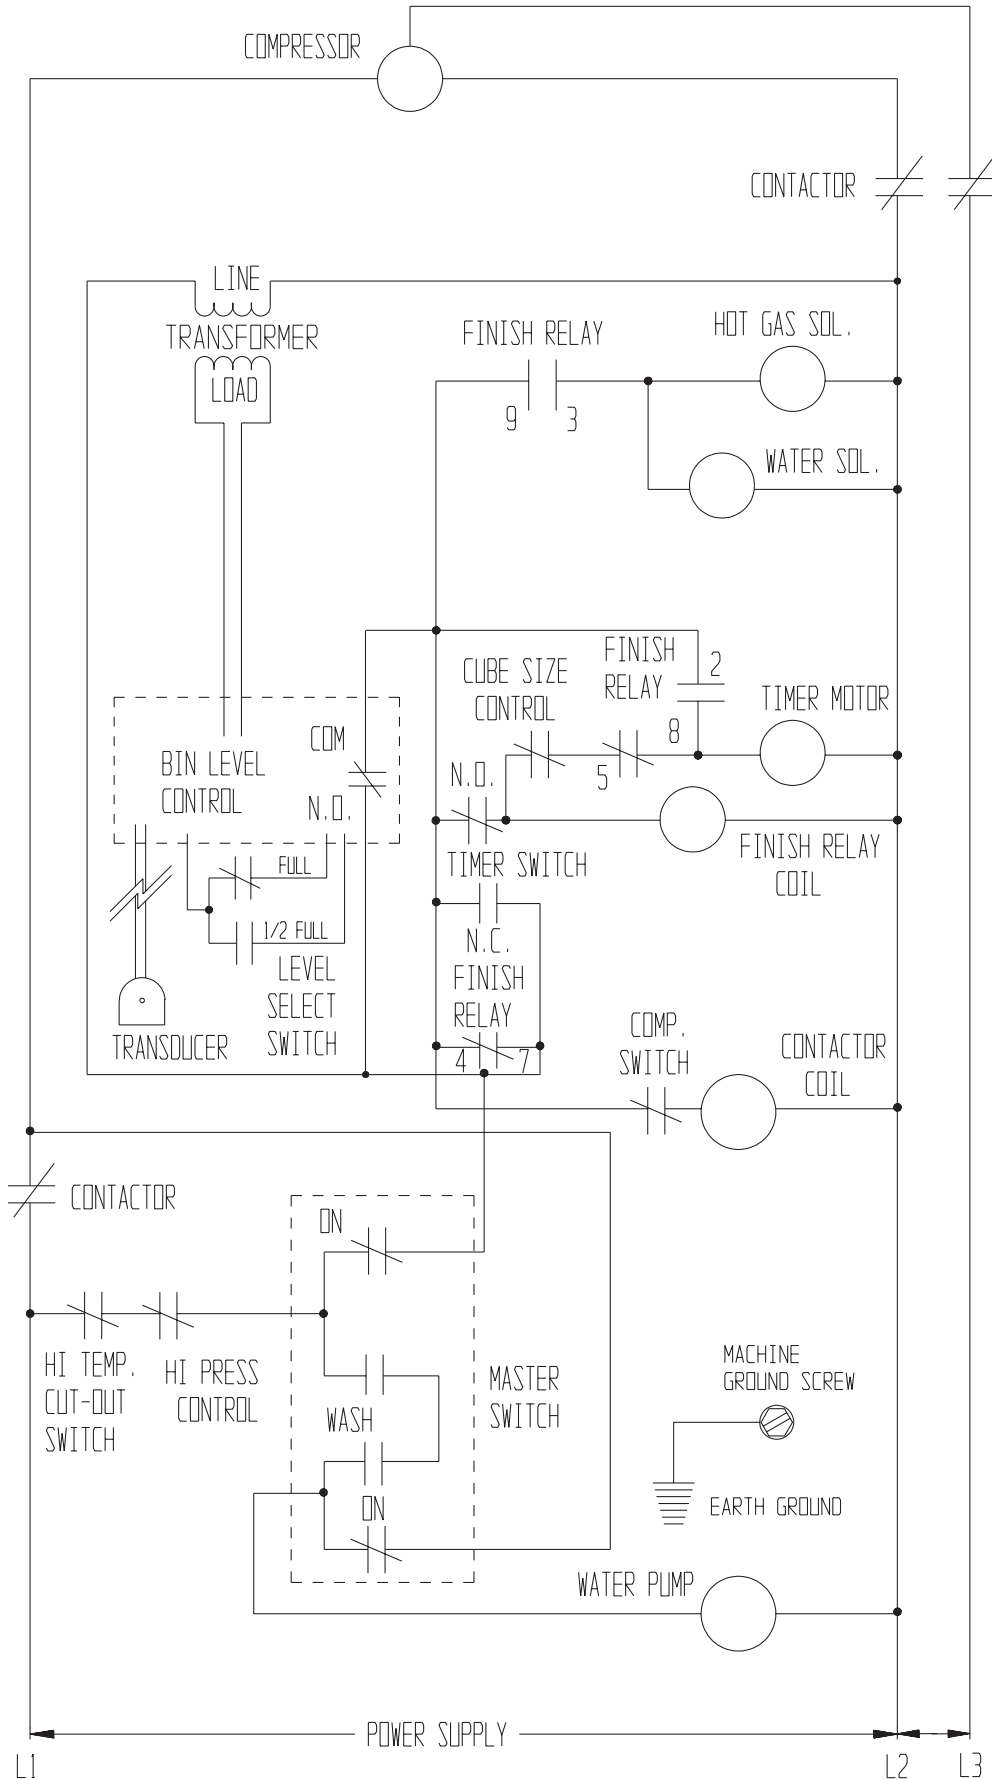 COMPRESSOR
CONTACTOR
LINE
TRANSFORMER
LOAD
HOT GAS SOL.
FINISH RELAY
9
3
WATER SOL.
FINISH
RELAY
2
CUBE SIZE
CONTROL
TIMER MOTOR
8
COM
BIN LEVEL
CONTROL
5
N.O.
N.O.
FINISH RELAY
COIL
TIMER SWITCH
FULL
1/2 FULL
N.C.
LEVEL
SELECT
SWITCH
FINISH
RELAY
TRANSDUCER
4
7
COMP.
SWITCH
CONTACTOR
COIL
CONTACTOR
ON
HI TEMP.
CUT-OUT
SWITCH
HI PRESS
CONTROL
WASH
MASTER
SWITCH
MACHINE
GROUND SCREW
ON
EARTH GROUND
WATER PUMP
POWER SUPPLY
L1
L2
L3